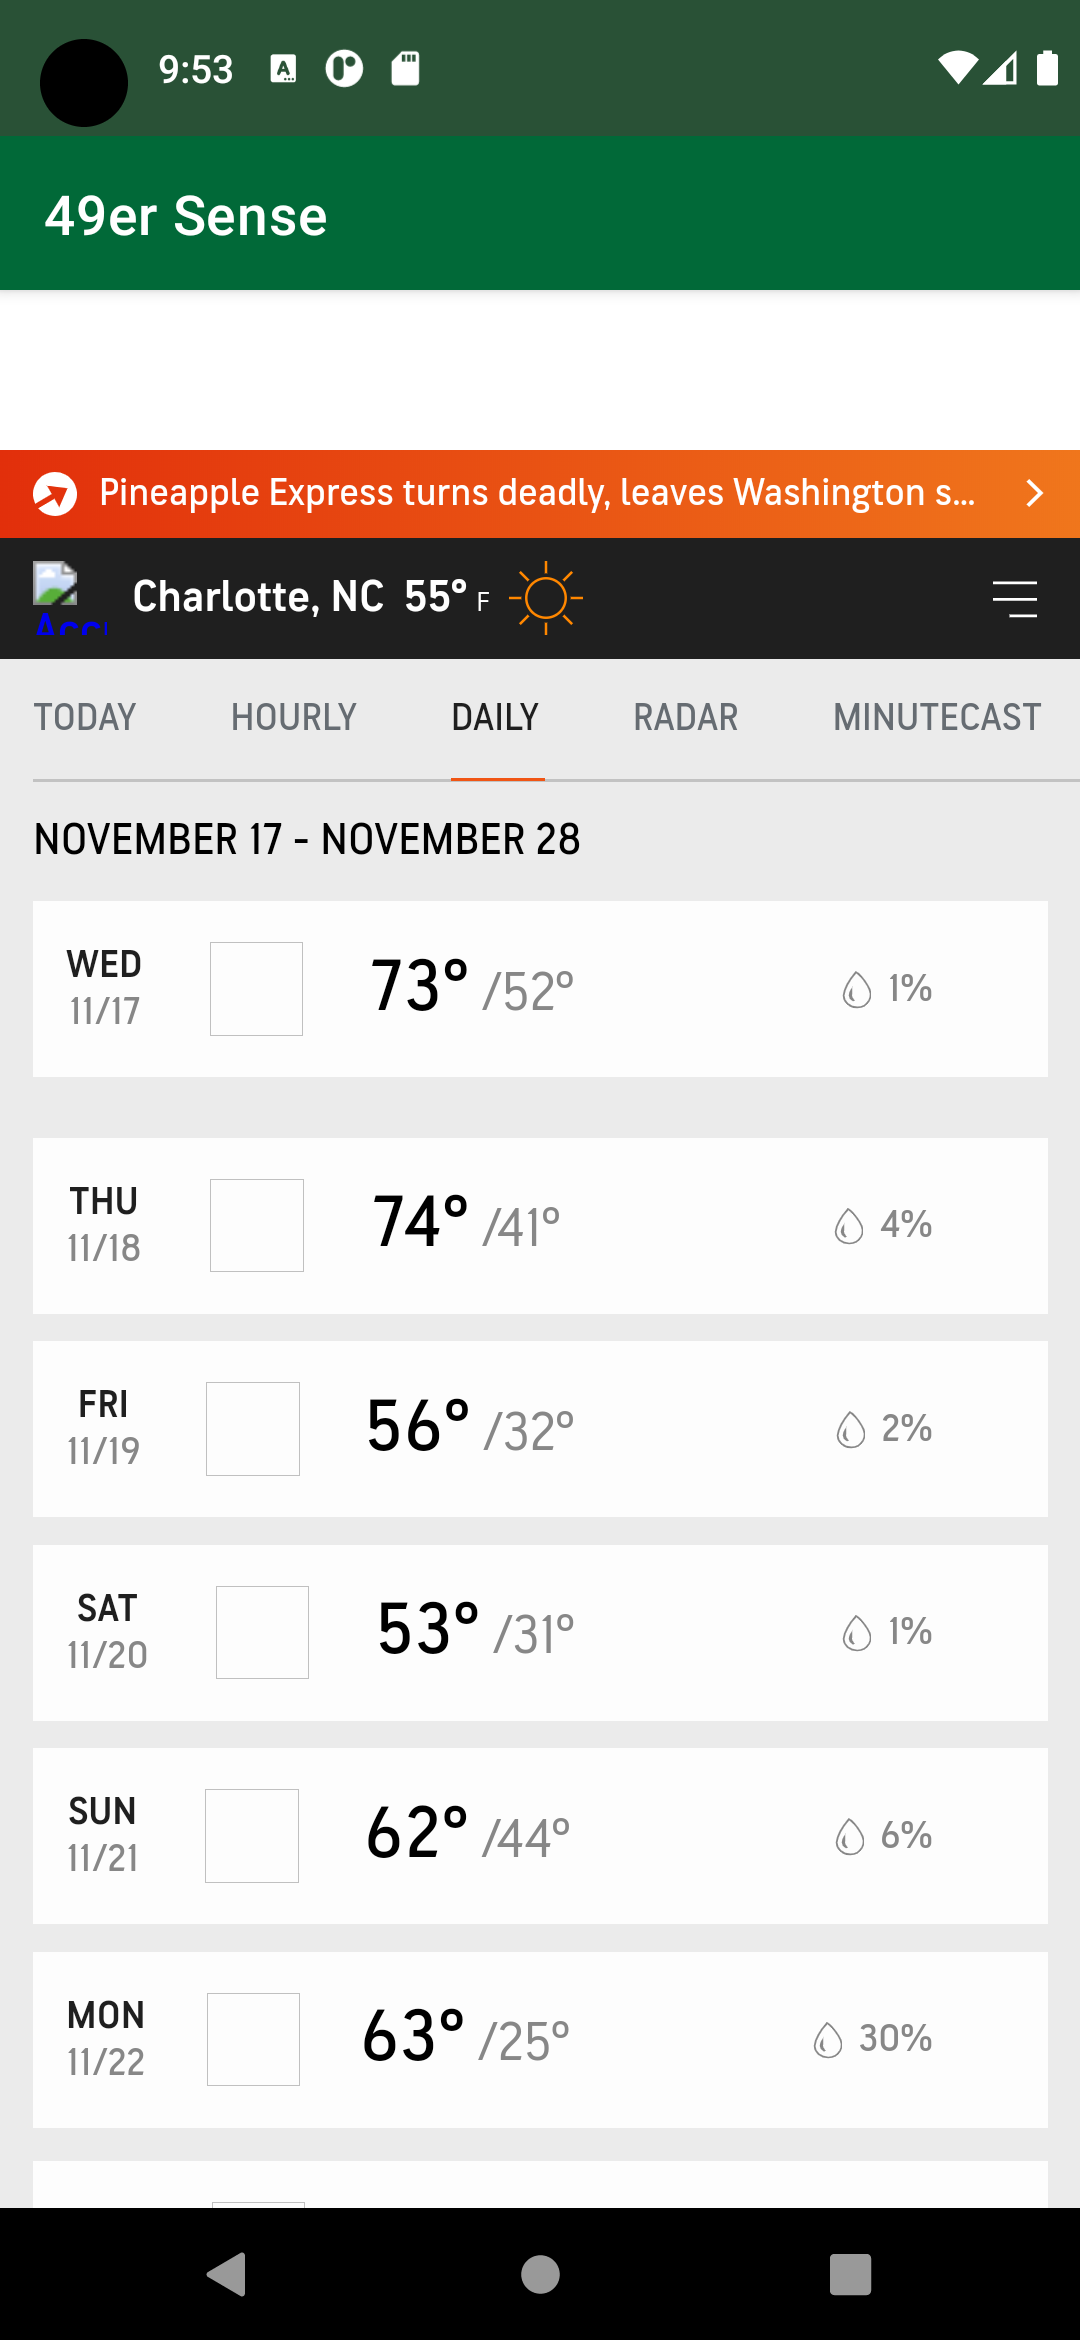 9:53
49er Sense
Pineapple Express turns deadly, leaves Washington s...
Charlotte, NC 55° F
TODAY HOURLY DAILY RADAR MINUTECAST
NOVEMBER 17 - NOVEMBER 28
WED
11/17
73° /52°
1%
THU
11/18
74° /41°
4%
FRI
11/19
56° /32°
2%
SAT
11/20
53° /31°
1%
SUN
11/21
62° /44°
6%
MON
11/22
63° /25°
30%